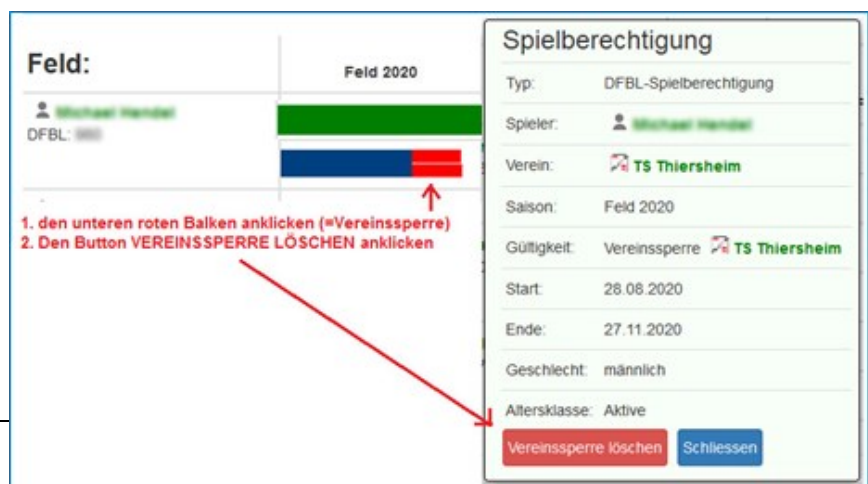 Feld:
Feld 2020
DFBL:
1. den unteren roten Balken anklicken (=Vereinssperre)
2. Den Button VEREINSSPERRE LÖSCHEN anklicken
Spielberechtigung
Typ: DFBL-Spielberechtigung
Spieler:
Verein: TS Thiersheim
Saison: Feld 2020
Gültigkeit: Vereinssperre TS Thiersheim
Start: 28.08.2020
Ende: 27.11.2020
Geschlecht: männlich
Altersklasse: Aktive
Vereinssperre löschen Schliessen